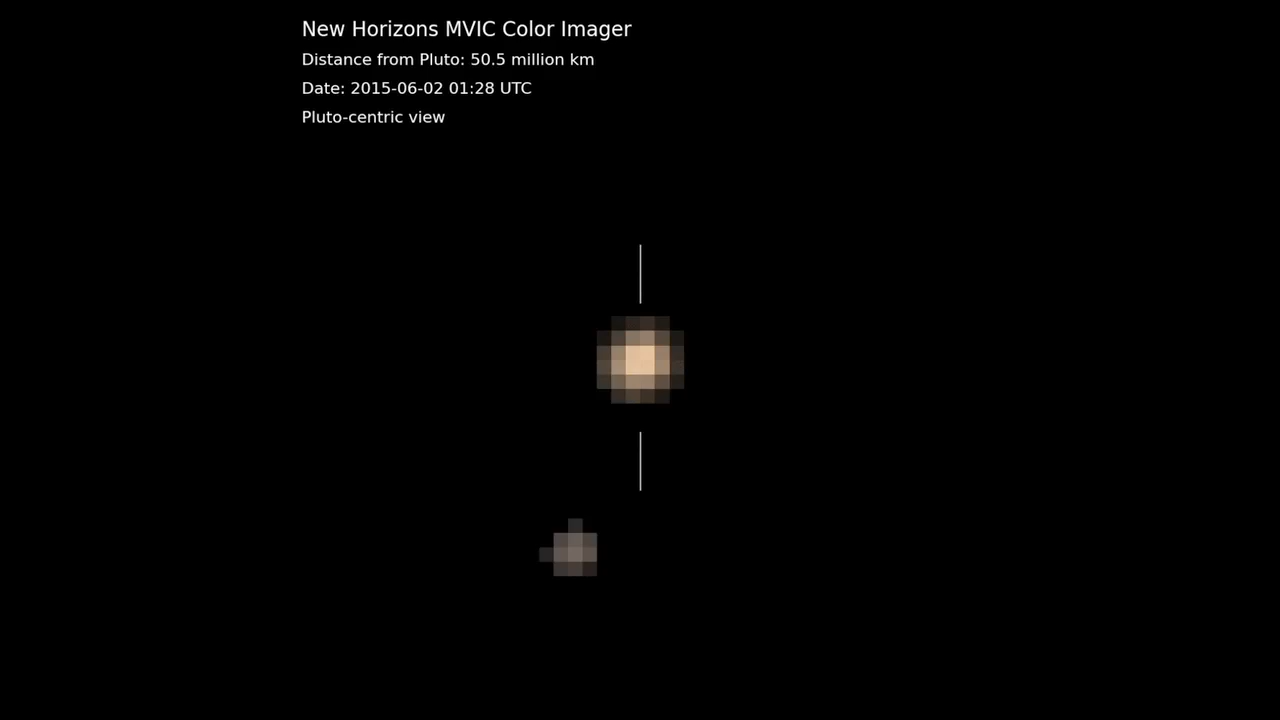 New Horizons MVIC Color Imager
Distance from Pluto: 50.5 million km
Date: 2015-06-02 01:28 UTC
Pluto-centric view